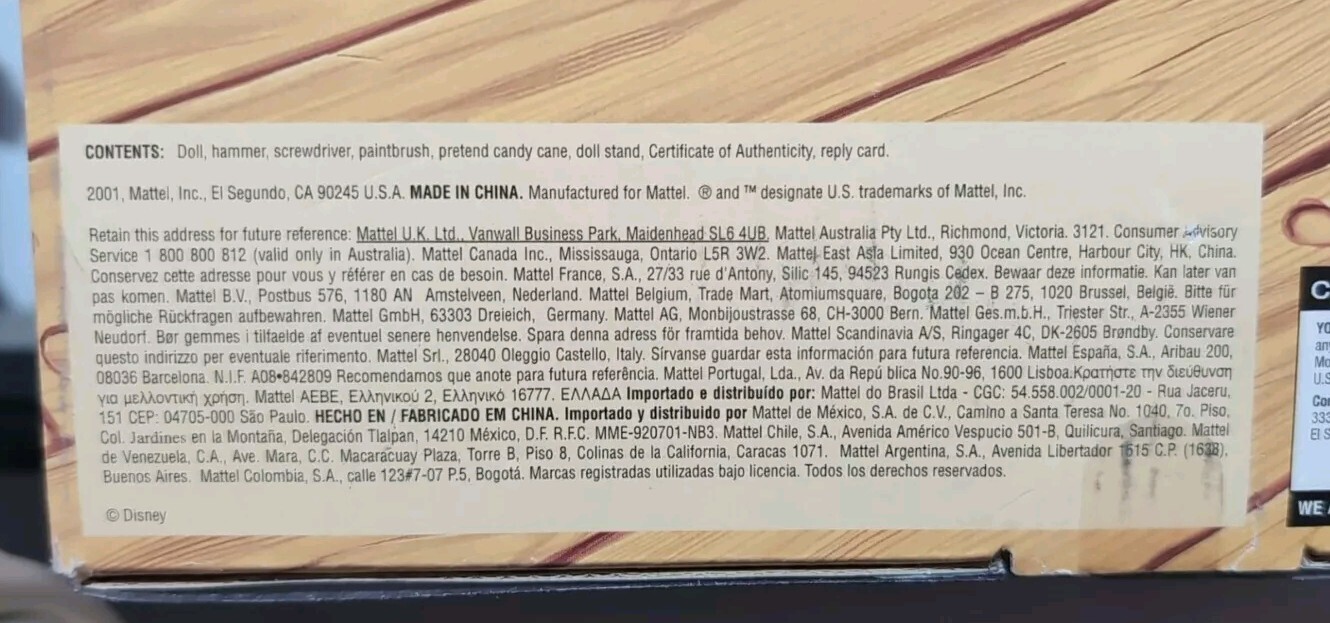 CONTENTS: Doll, hammer, screwdriver, paintbrush, pretend candy cane, doll stand, Certificate of Authenticity, reply card.
2001, Mattel, Inc., El Segundo, CA 90245 U.S.A. MADE IN CHINA. Manufactured for Mattel. ® and ™ designate U.S. trademarks of Mattel, Inc.
Retain this address for future reference: Mattel U.K. Ltd., Vanwall Business Park, Maidenhead SL6 4UB, Mattel Australia Pty Ltd., Richmond, Victoria. 3121. Consumer Advisory
Service 1 800 800 812 (valid only in Australia). Mattel Canada Inc., Mississauga, Ontario L5R 3W2. Mattel East Asia Limited, 930 Ocean Centre, Harbour City, HK, China.
Conservez cette adresse pour vous y référer en cas de besoin. Mattel France, S.A., 27/33 rue d'Antony, Silic 145, 94523 Rungis Cedex. Bewaar deze informatie. Kan later van
pas komen. Mattel B.V., Postbus 576, 1180 AN Amstelveen, Nederland. Mattel Belgium, Trade Mart, Atomiumsquare, Bogota 202 – B 275, 1020 Brussel, België. Bitte für
mögliche Rückfragen aufbewahren. Mattel GmbH, 63303 Dreieich, Germany. Mattel AG, Monbijoustrasse 68, CH-3000 Bern. Mattel Ges.m.b.H., Triester Str., A-2355 Wiener
Neudorf. Bør gemmes i tilfaelde af eventuel senere henvendelse. Spara denna adress för framtida behov. Mattel Scandinavia A/S, Ringager 4C, DK-2605 Brøndby. Conservare
questo indirizzo per eventuale riferimento. Mattel Srl., 28040 Oleggio Castello, Italy. Sírvanse guardar esta información para futura referencia. Mattel España, S.A., Aribau 200,
08036 Barcelona. N.I.F. A08•842809 Recomendamos que anote para futura referência. Mattel Portugal, Lda., Av. da Repú blica No.90-96, 1600 Lisboa.Κρατήστε την διεύθυνση
για μελλοντική χρήση. Mattel AEBE, Ελληνικού 2, Ελληνικό 16777. ΕΛΛΑΔΑ Importado e distribuído por: Mattel do Brasil Ltda - CGC: 54.558.002/0001-20 - Rua Jaceru,
151 CEP: 04705-000 São Paulo. HECHO EN / FABRICADO EM CHINA. Importado y distribuido por Mattel de México, S.A. de C.V., Camino a Santa Teresa No. 1040, 7o. Piso,
Col. Jardines en la Montaña, Delegación Tlalpan, 14210 México, D.F. R.F.C. MME-920701-NB3. Mattel Chile, S.A., Avenida Américo Vespucio 501-B, Quilicura, Santiago. Mattel
de Venezuela, C.A., Ave. Mara, C.C. Macaracuay Plaza, Torre B, Piso 8, Colinas de la California, Caracas 1071. Mattel Argentina, S.A., Avenida Libertador 1615 C.P. (1638),
Buenos Aires. Mattel Colombia, S.A., calle 123#7-07 P.5, Bogotá. Marcas registradas utilizadas bajo licencia. Todos los derechos reservados.
© Disney
WE